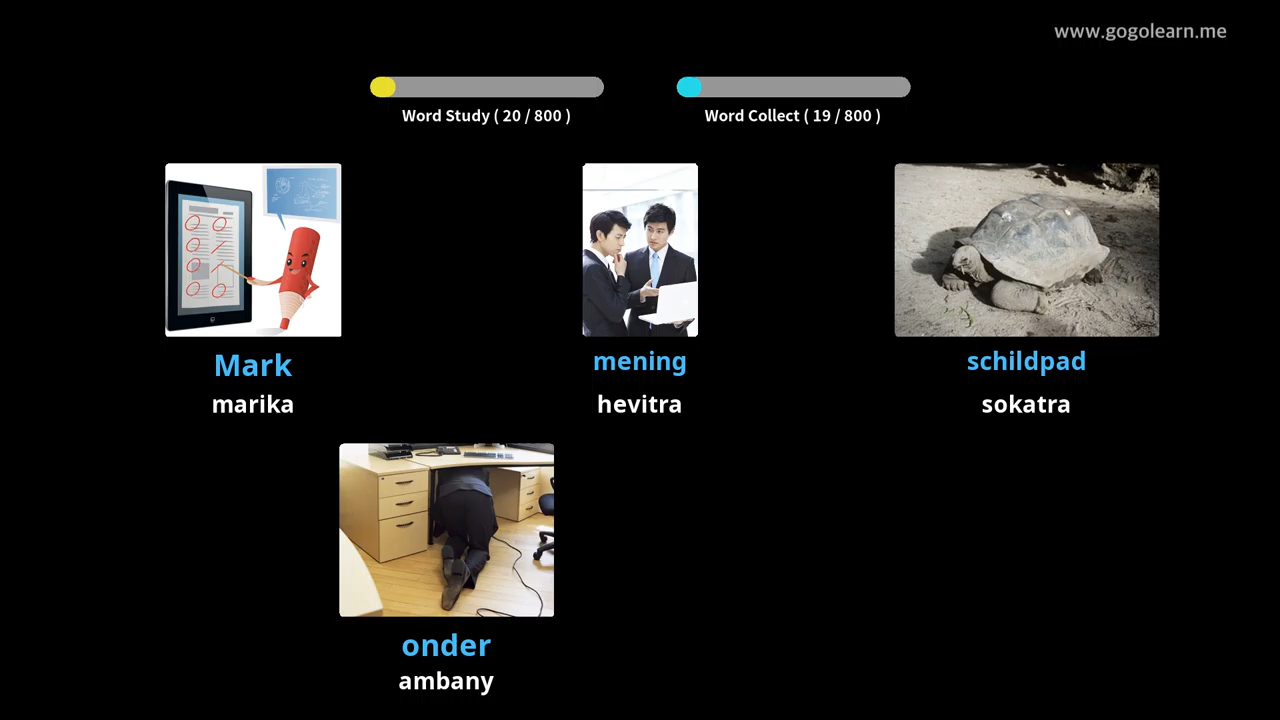 www.gogolearn.me
Word Study ( 20 / 800 )
Word Collect ( 19 / 800 )
Mark
marika
mening
hevitra
schildpad
sokatra
onder
ambany